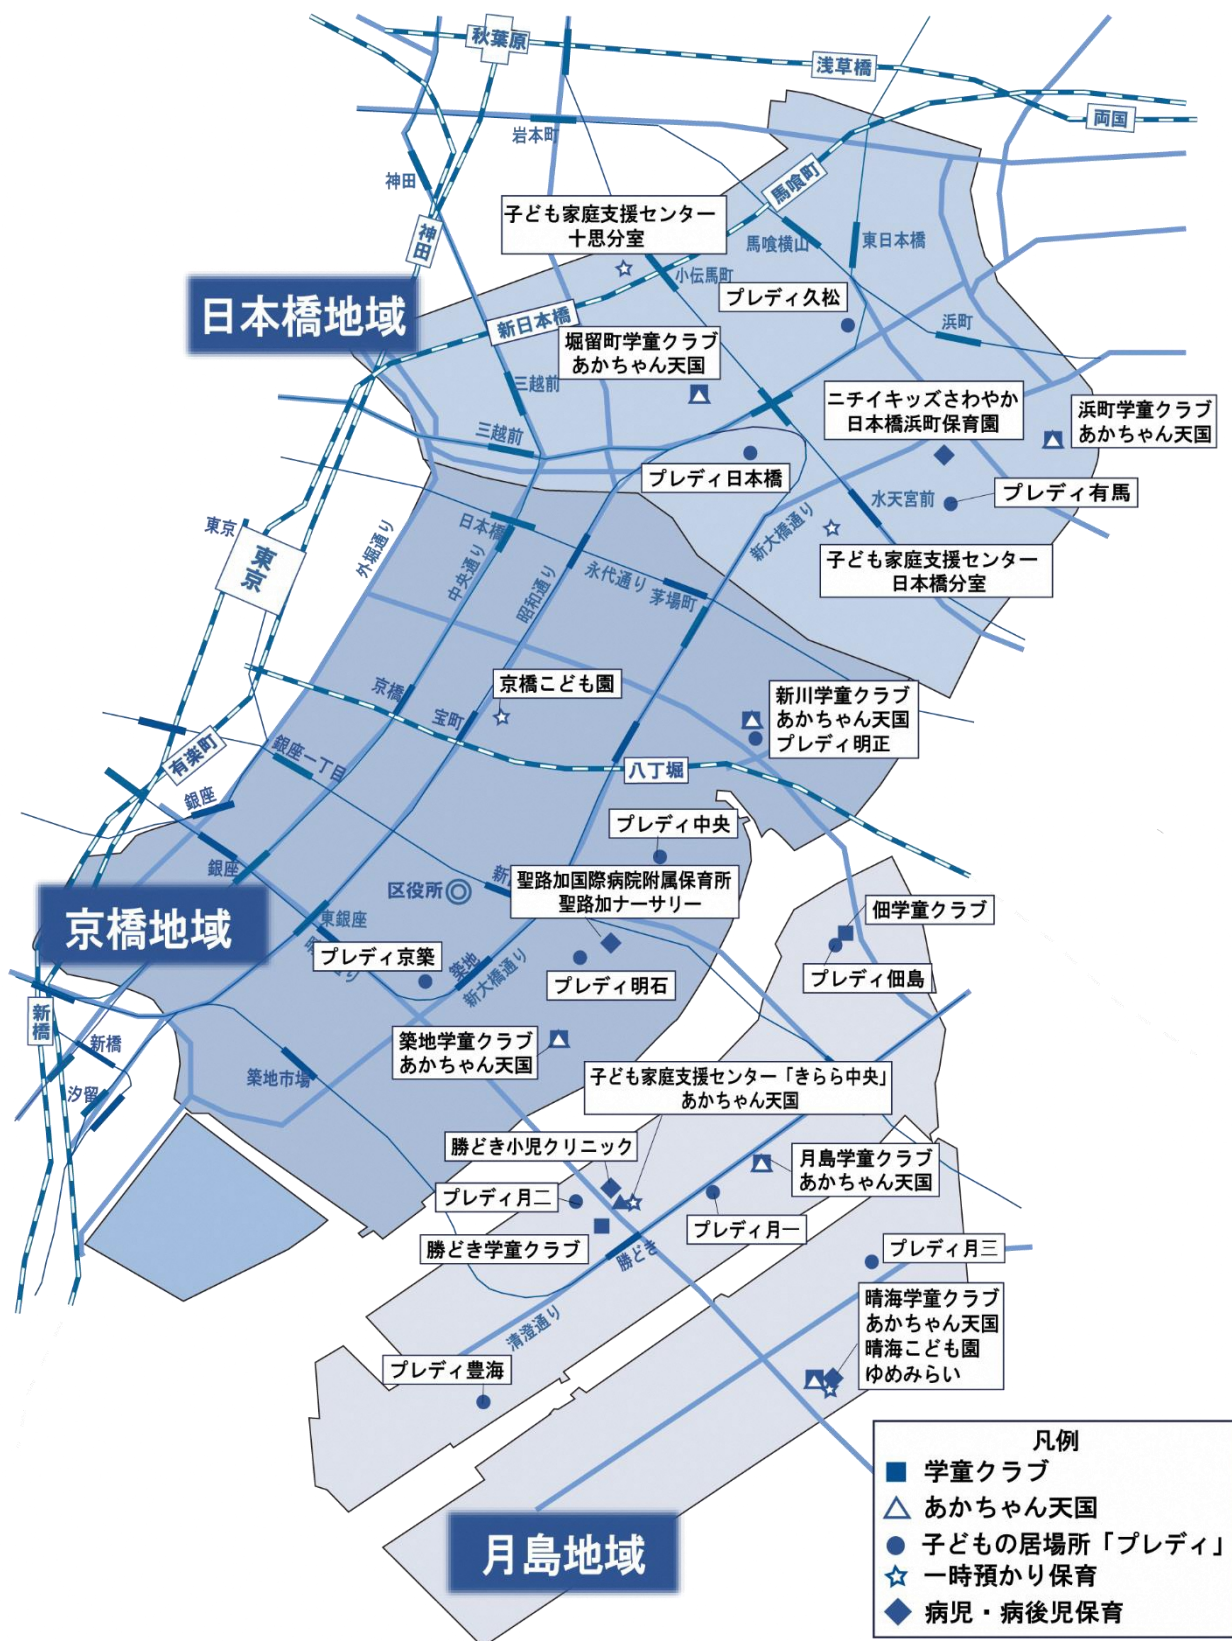 秋葉原
浅草橋
両国
岩本町
神田
馬喰町
子ども家庭支援センター
十思分室
神田
馬喰横山
東日本橋
小伝馬町
日本橋地域
プレディ久松
新日本橋
浜町
堀留町学童クラブ
あかちゃん天国
三越前
ニチイキッズさわやか
日本橋浜町保育園
浜町学童クラブ
あかちゃん天国
三越前
プレディ日本橋
プレディ有馬
水天宮前
東京
東京
外堀通り
日本橋
中央通り
昭和通り
永代通り
茅場町
新大橋通り
子ども家庭支援センター
日本橋分室
京橋こども園
京橋
宝町
新川学童クラブ
あかちゃん天国
プレディ明正
有楽町
銀座一丁目
八丁堀
銀座
プレディ中央
銀座
区役所
新
聖路加国際病院附属保育所
聖路加ナーサリー
京橋地域
東銀座
佃学童クラブ
プレディ京築
築地
新大橋通り
プレディ明石
プレディ佃島
新橋
新橋
築地学童クラブ
あかちゃん天国
築地市場
汐留
子ども家庭支援センター「きらら中央」
あかちゃん天国
勝どき小児クリニック
月島学童クラブ
あかちゃん天国
プレディ月二
プレディ月一
勝どき学童クラブ
勝どき
プレディ月三
清澄通り
晴海学童クラブ
あかちゃん天国
晴海こども園
ゆめみらい
プレディ豊海
月島地域
凡例
学童クラブ
あかちゃん天国
子どもの居場所「プレディ」
一時預かり保育
病児・病後児保育